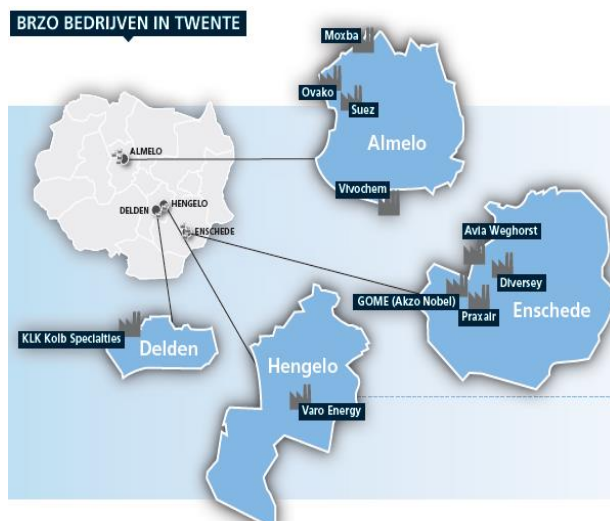 BRZO BEDRIJVEN IN TWENTE
Moxba
Ovako
Suez
Almelo
Vivochem
ALMELO
HENGELO
DELDEN
ENSCHEDE
Avia Weghorst
Diversey
GOME (Akzo Nobel)
Praxair
Enschede
KLK Kolb Specialties
Delden
Hengelo
Varo Energy